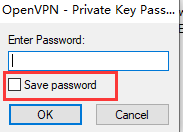 OpenVPN - Private Key Pass...
Enter Password:
Save password
OK
Cancel